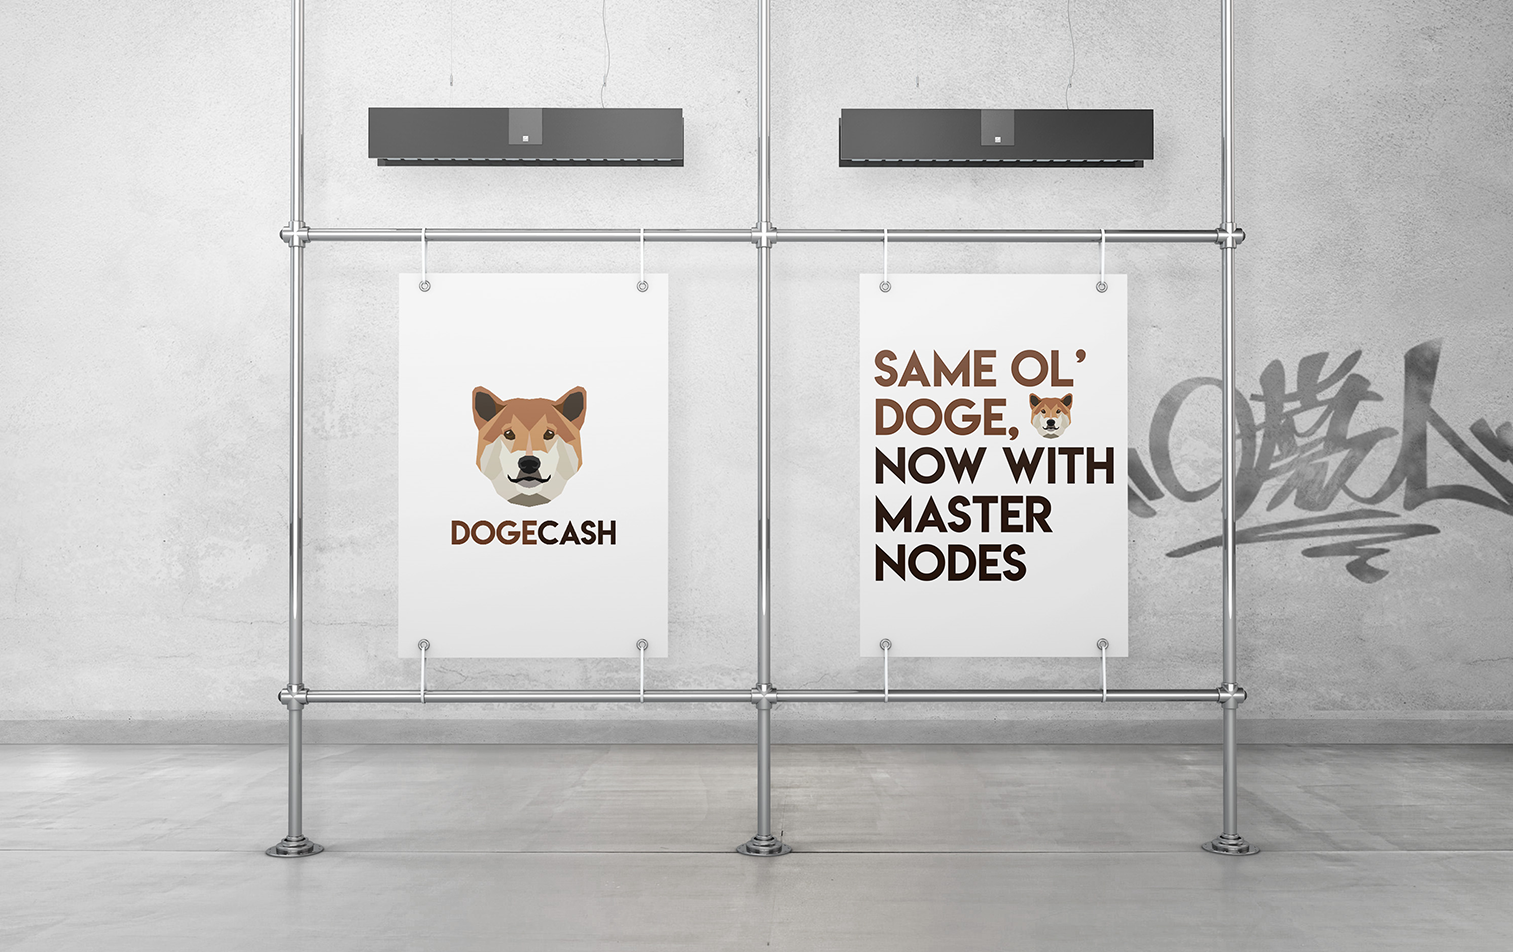 DOGECASH
SAME OL’
DOGE,
NOW WITH
MASTER
NODES